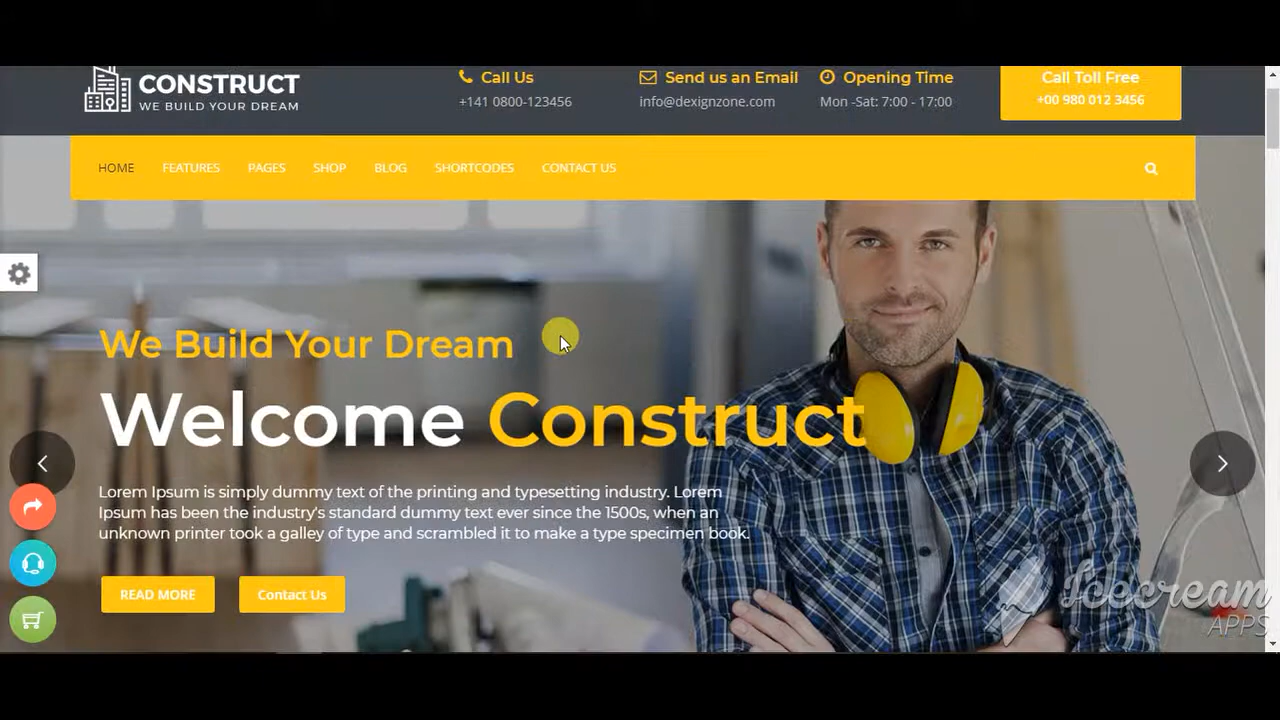 CONSTRUCT
WE BUILD YOUR DREAM
Call Us
+141 0800-123456
Send us an Email
info@dexignzone.com
Opening Time
Mon -Sat: 7:00 - 17:00
Call Toll Free
+00 980 012 3456
HOME FEATURES PAGES SHOP BLOG SHORTCODES CONTACT US
We Build Your Dream
Welcome Construct
Lorem Ipsum is simply dummy text of the printing and typesetting industry. Lorem
Ipsum has been the industry's standard dummy text ever since the 1500s, when an
unknown printer took a galley of type and scrambled it to make a type specimen book.
READ MORE
Contact Us
Icecream
APPS